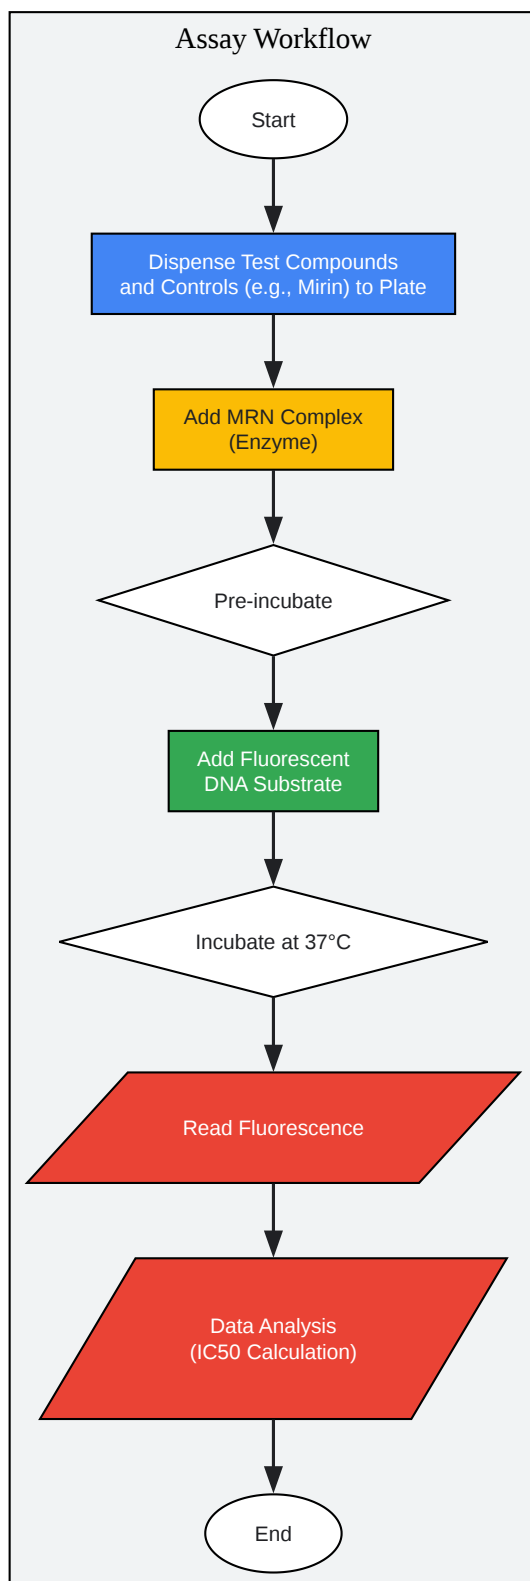 Assay Workflow
Start
Dispense Test Compounds
and Controls (e.g., Mirin) to Plate
Add MRN Complex
(Enzyme)
Pre-incubate
Add Fluorescent
DNA Substrate
Incubate at 37°C
Read Fluorescence
Data Analysis
(IC50 Calculation)
End